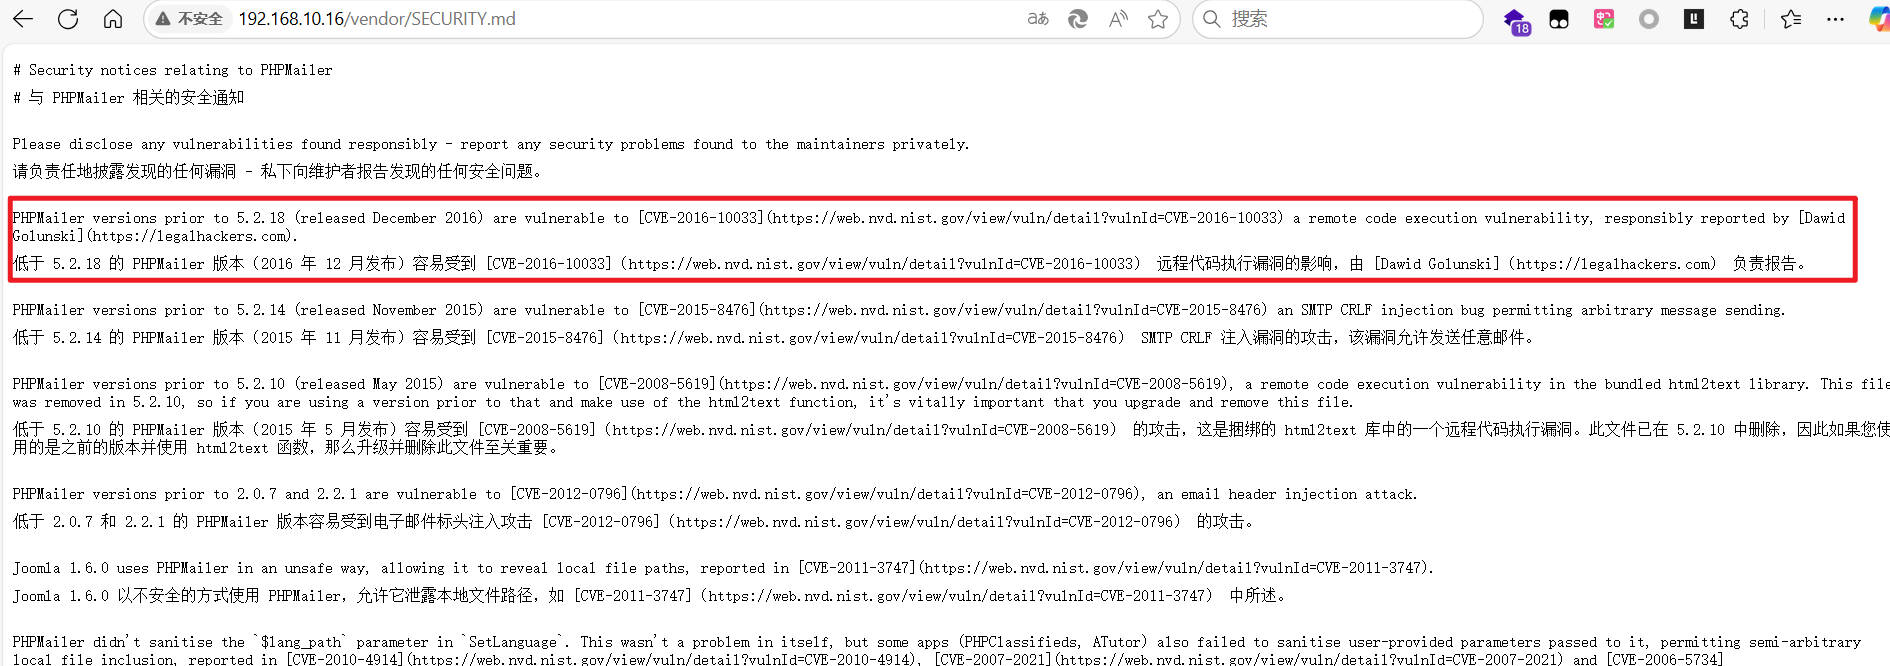 不安全 192.168.10.16/vendor/SECURITY.md
搜索
18
# Security notices relating to PHPMailer
# 与 PHPMailer 相关的安全通知
Please disclose any vulnerabilities found responsibly - report any security problems found to the maintainers privately.
请负责任地披露发现的任何漏洞 - 私下向维护者报告发现的任何安全问题。
PHPMailer versions prior to 5.2.18 (released December 2016) are vulnerable to [CVE-2016-10033](https://web.nvd.nist.gov/view/vuln/detail?vulnId=CVE-2016-10033) a remote code execution vulnerability, responsibly reported by [Dawid
Golunski](https://legalhackers.com).
低于 5.2.18 的 PHPMailer 版本（2016 年 12 月发布）容易受到 [CVE-2016-10033]（https://web.nvd.nist.gov/view/vuln/detail?vulnId=CVE-2016-10033） 远程代码执行漏洞的影响，由 [Dawid Golunski]（https://legalhackers.com） 负责报告。
PHPMailer versions prior to 5.2.14 (released November 2015) are vulnerable to [CVE-2015-8476](https://web.nvd.nist.gov/view/vuln/detail?vulnId=CVE-2015-8476) an SMTP CRLF injection bug permitting arbitrary message sending.
低于 5.2.14 的 PHPMailer 版本（2015 年 11 月发布）容易受到 [CVE-2015-8476]（https://web.nvd.nist.gov/view/vuln/detail?vulnId=CVE-2015-8476） SMTP CRLF 注入漏洞的攻击，该漏洞允许发送任意邮件。
PHPMailer versions prior to 5.2.10 (released May 2015) are vulnerable to [CVE-2008-5619](https://web.nvd.nist.gov/view/vuln/detail?vulnId=CVE-2008-5619), a remote code execution vulnerability in the bundled html2text library. This file
was removed in 5.2.10, so if you are using a version prior to that and make use of the html2text function, it's vitally important that you upgrade and remove this file.
低于 5.2.10 的 PHPMailer 版本（2015 年 5 月发布）容易受到 [CVE-2008-5619]（https://web.nvd.nist.gov/view/vuln/detail?vulnId=CVE-2008-5619） 的攻击，这是捆绑的 html2text 库中的一个远程代码执行漏洞。此文件已在 5.2.10 中删除，因此如果您使
用的是之前的版本并使用 html2text 函数，那么升级并删除此文件至关重要。
PHPMailer versions prior to 2.0.7 and 2.2.1 are vulnerable to [CVE-2012-0796](https://web.nvd.nist.gov/view/vuln/detail?vulnId=CVE-2012-0796), an email header injection attack.
低于 2.0.7 和 2.2.1 的 PHPMailer 版本容易受到电子邮件标头注入攻击 [CVE-2012-0796]（https://web.nvd.nist.gov/view/vuln/detail?vulnId=CVE-2012-0796） 的攻击。
Joomla 1.6.0 uses PHPMailer in an unsafe way, allowing it to reveal local file paths, reported in [CVE-2011-3747](https://web.nvd.nist.gov/view/vuln/detail?vulnId=CVE-2011-3747).
Joomla 1.6.0 以不安全的方式使用 PHPMailer，允许它泄露本地文件路径，如 [CVE-2011-3747]（https://web.nvd.nist.gov/view/vuln/detail?vulnId=CVE-2011-3747） 中所述。
PHPMailer didn't sanitise the `$lang_path` parameter in `SetLanguage`. This wasn't a problem in itself, but some apps (PHPClassifieds, ATutor) also failed to sanitise user-provided parameters passed to it, permitting semi-arbitrary
local file inclusion, reported in [CVE-2010-4914](https://web.nvd.nist.gov/view/vuln/detail?vulnId=CVE-2010-4914), [CVE-2007-2021](https://web.nvd.nist.gov/view/vuln/detail?vulnId=CVE-2007-2021) and [CVE-2006-5734]